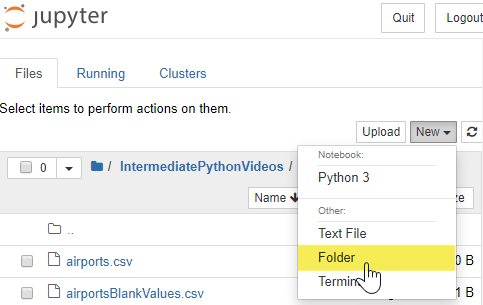 jupyter
Quit
Logout
Files
Running
Clusters
Select items to perform actions on them.
Upload
New
0
/ IntermediatePythonVideos /
Name
ze
Notebook:
Python 3
Other:
Text File
Folder
Termin
..
airports.csv
0 B
airportsBlankValues.csv
1 B